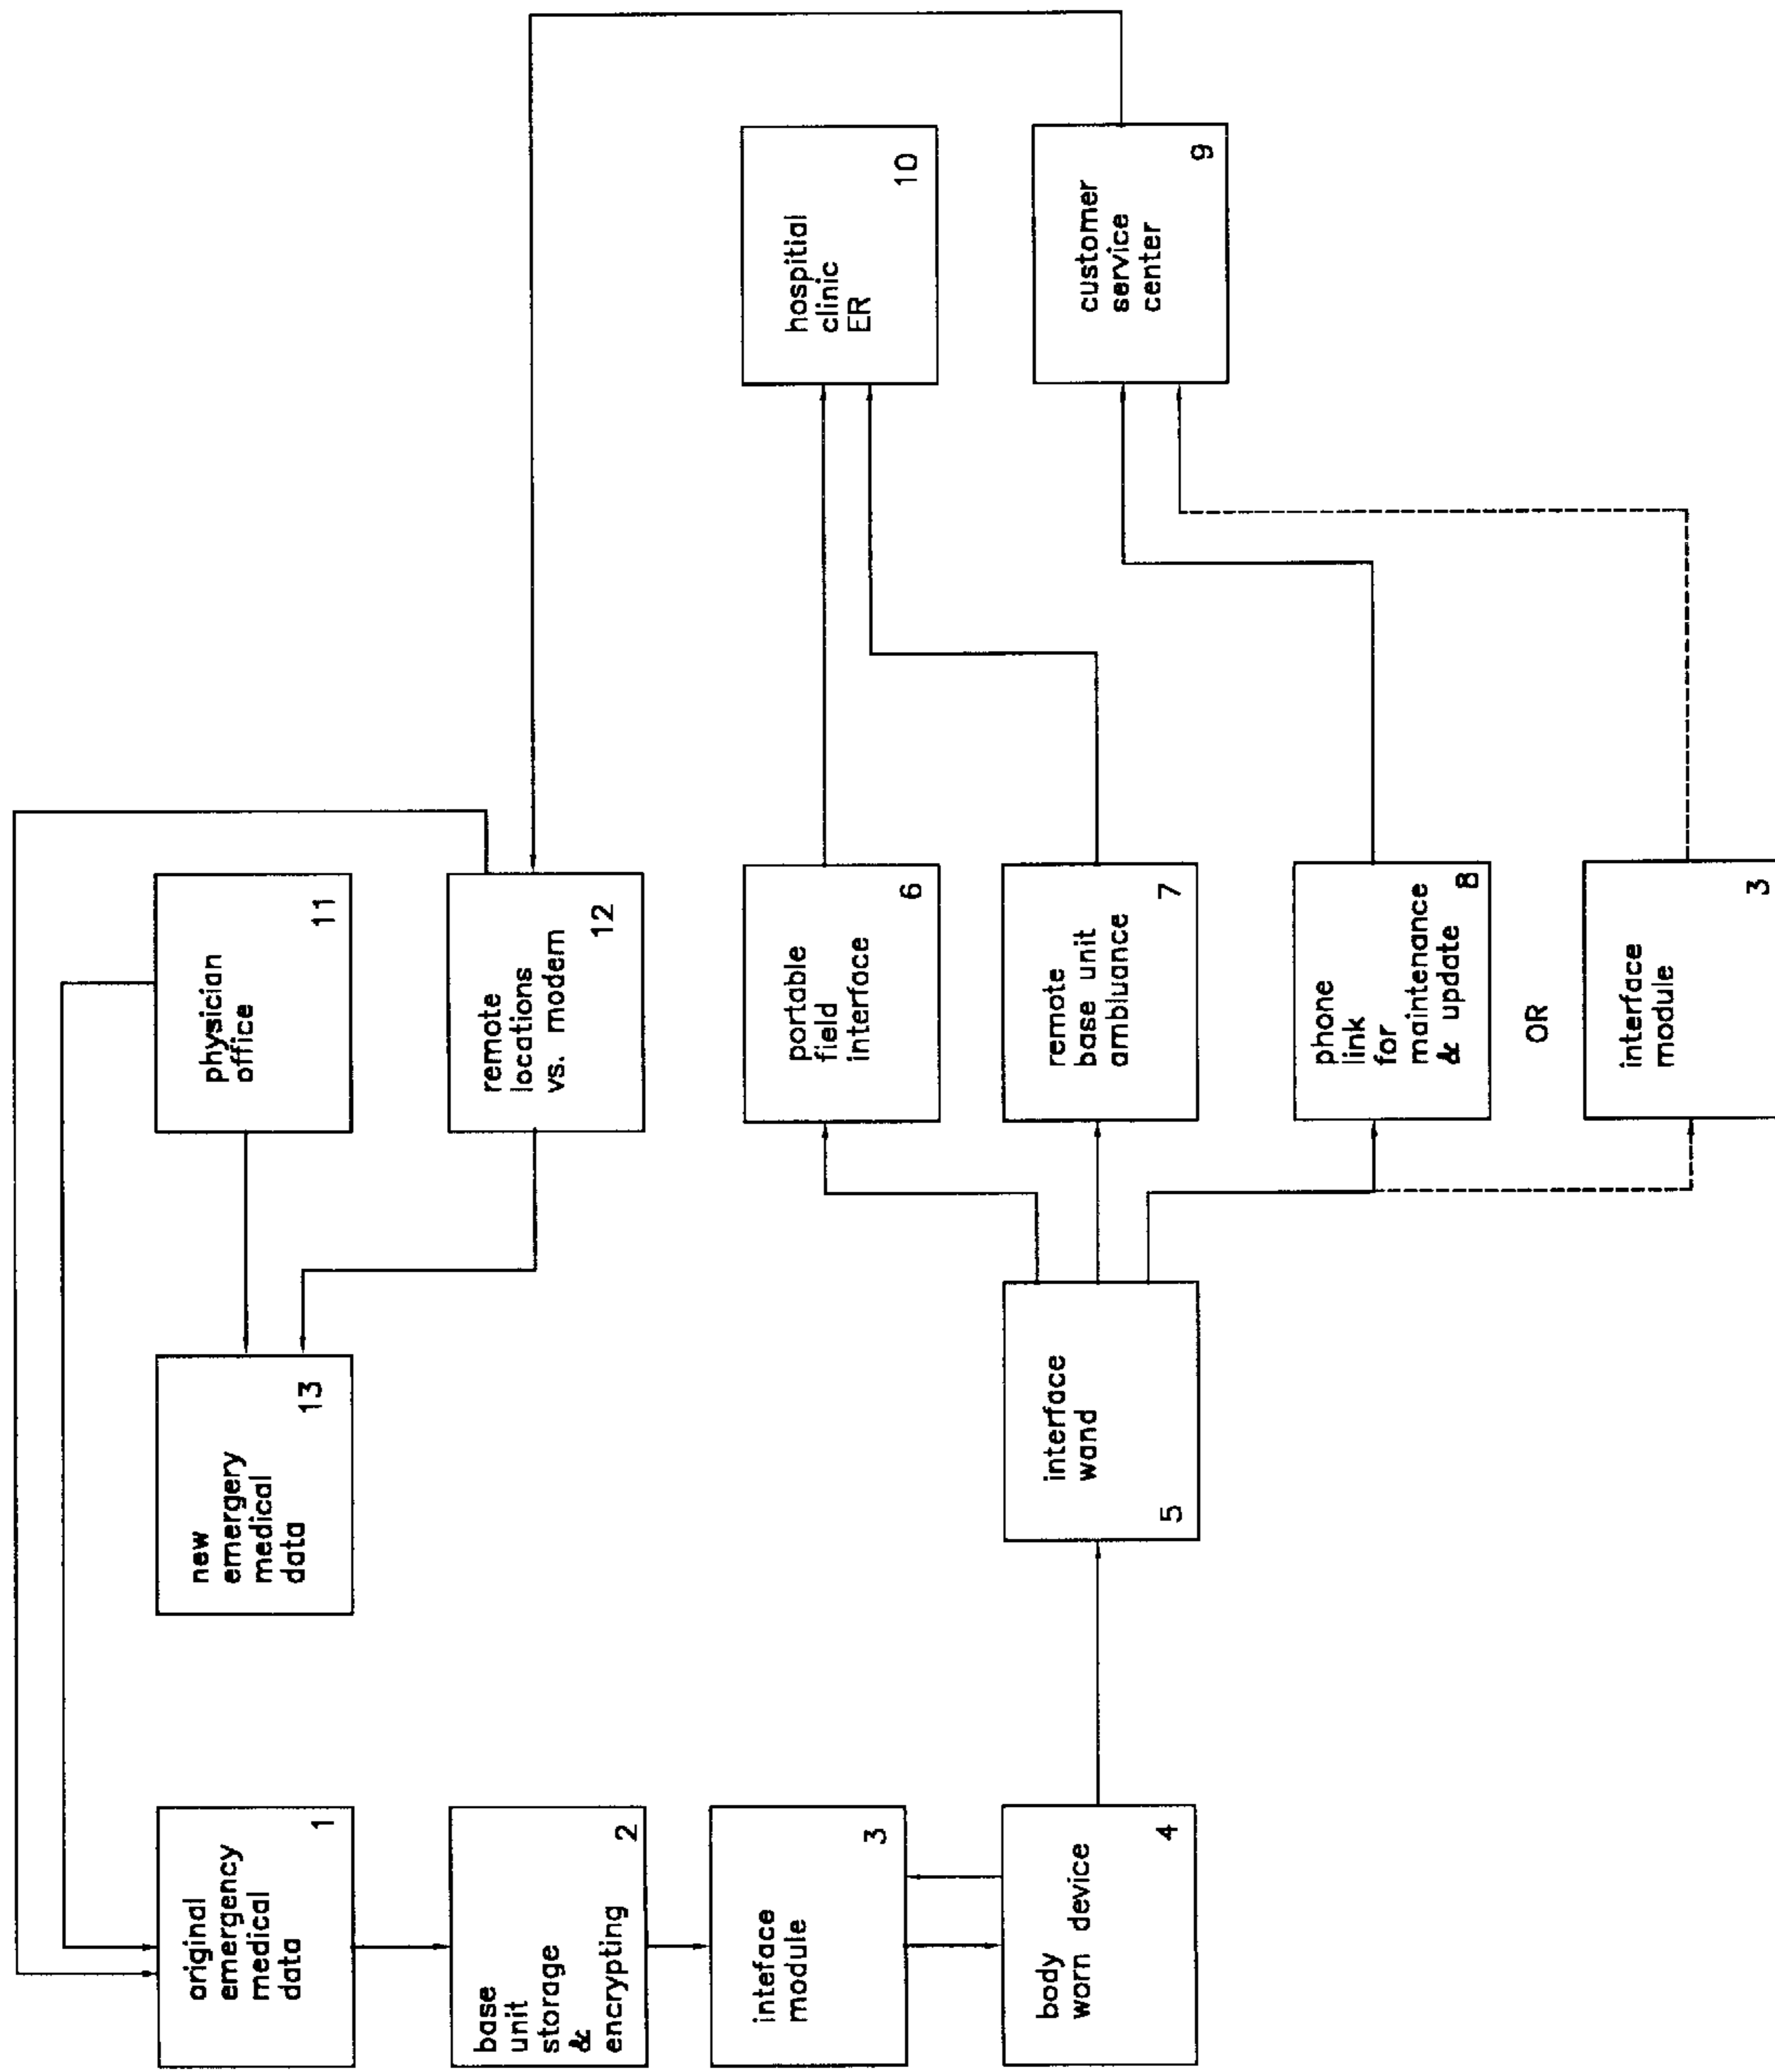 original
emergency
medical
data
1
base
unit
storage
&
encrypting
2
inteface
module
3
body
worn device
4
new
emergery
medical
data
13
interface
wand
5
physician
office
11
remote
locations
vs. modem
12
portable
field
interface
6
remote
base unit
ambluance
7
phone
link
for
maintenance
& update
8
OR
interface
module
3
hospitial
clinic
ER
10
customer
service
center
9